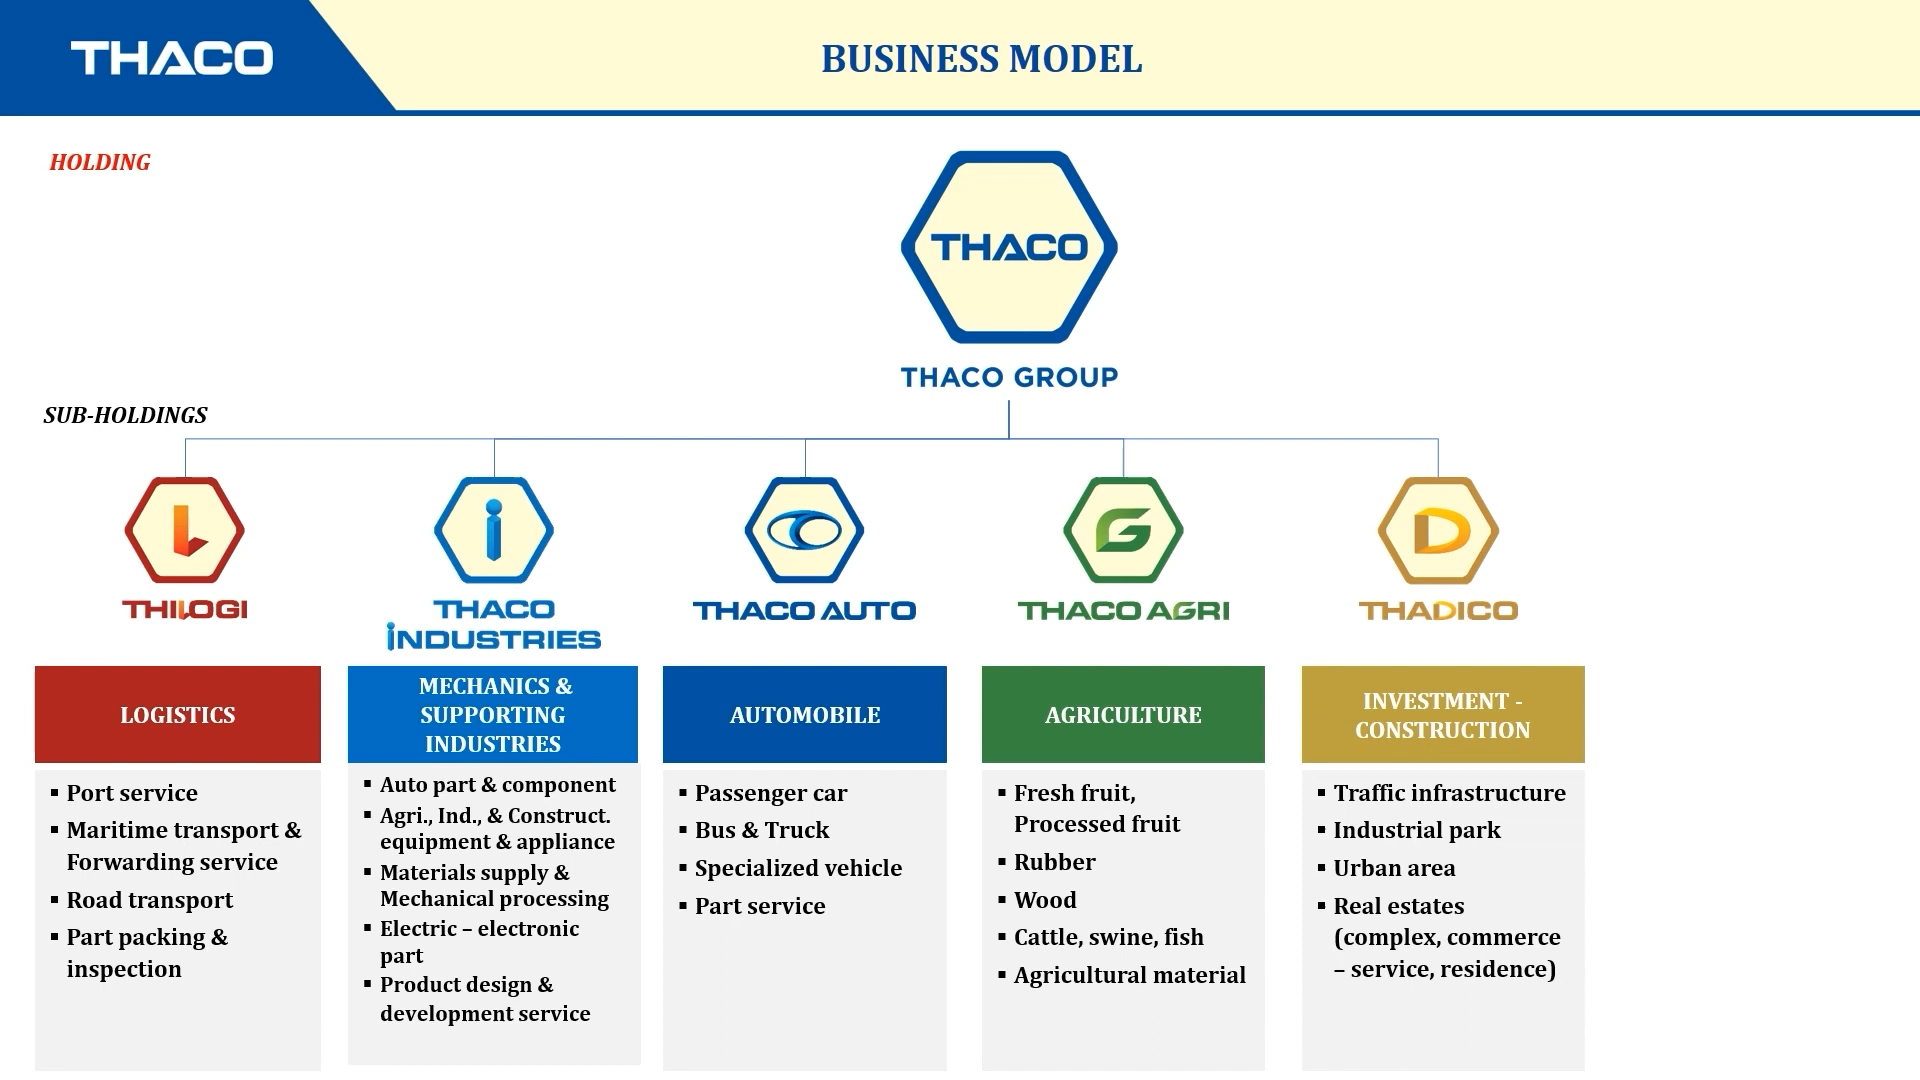 THACO
BUSINESS MODEL
HOLDING
THACO
THACO GROUP
SUB-HOLDINGS
THILOGI
THACO
INDUSTRIES
THACO AUTO
THACO AGRI
THADICO
LOGISTICS
MECHANICS &
SUPPORTING
INDUSTRIES
AUTOMOBILE
AGRICULTURE
INVESTMENT -
CONSTRUCTION
▪ Port service
▪ Maritime transport &
Forwarding service
▪ Road transport
▪ Part packing &
inspection
▪ Auto part & component
▪ Agri., Ind., & Construct.
equipment & appliance
▪ Materials supply &
Mechanical processing
▪ Electric – electronic
part
▪ Product design &
development service
▪ Passenger car
▪ Bus & Truck
▪ Specialized vehicle
▪ Part service
▪ Fresh fruit,
Processed fruit
▪ Rubber
▪ Wood
▪ Cattle, swine, fish
▪ Agricultural material
▪ Traffic infrastructure
▪ Industrial park
▪ Urban area
▪ Real estates
(complex, commerce
– service, residence)